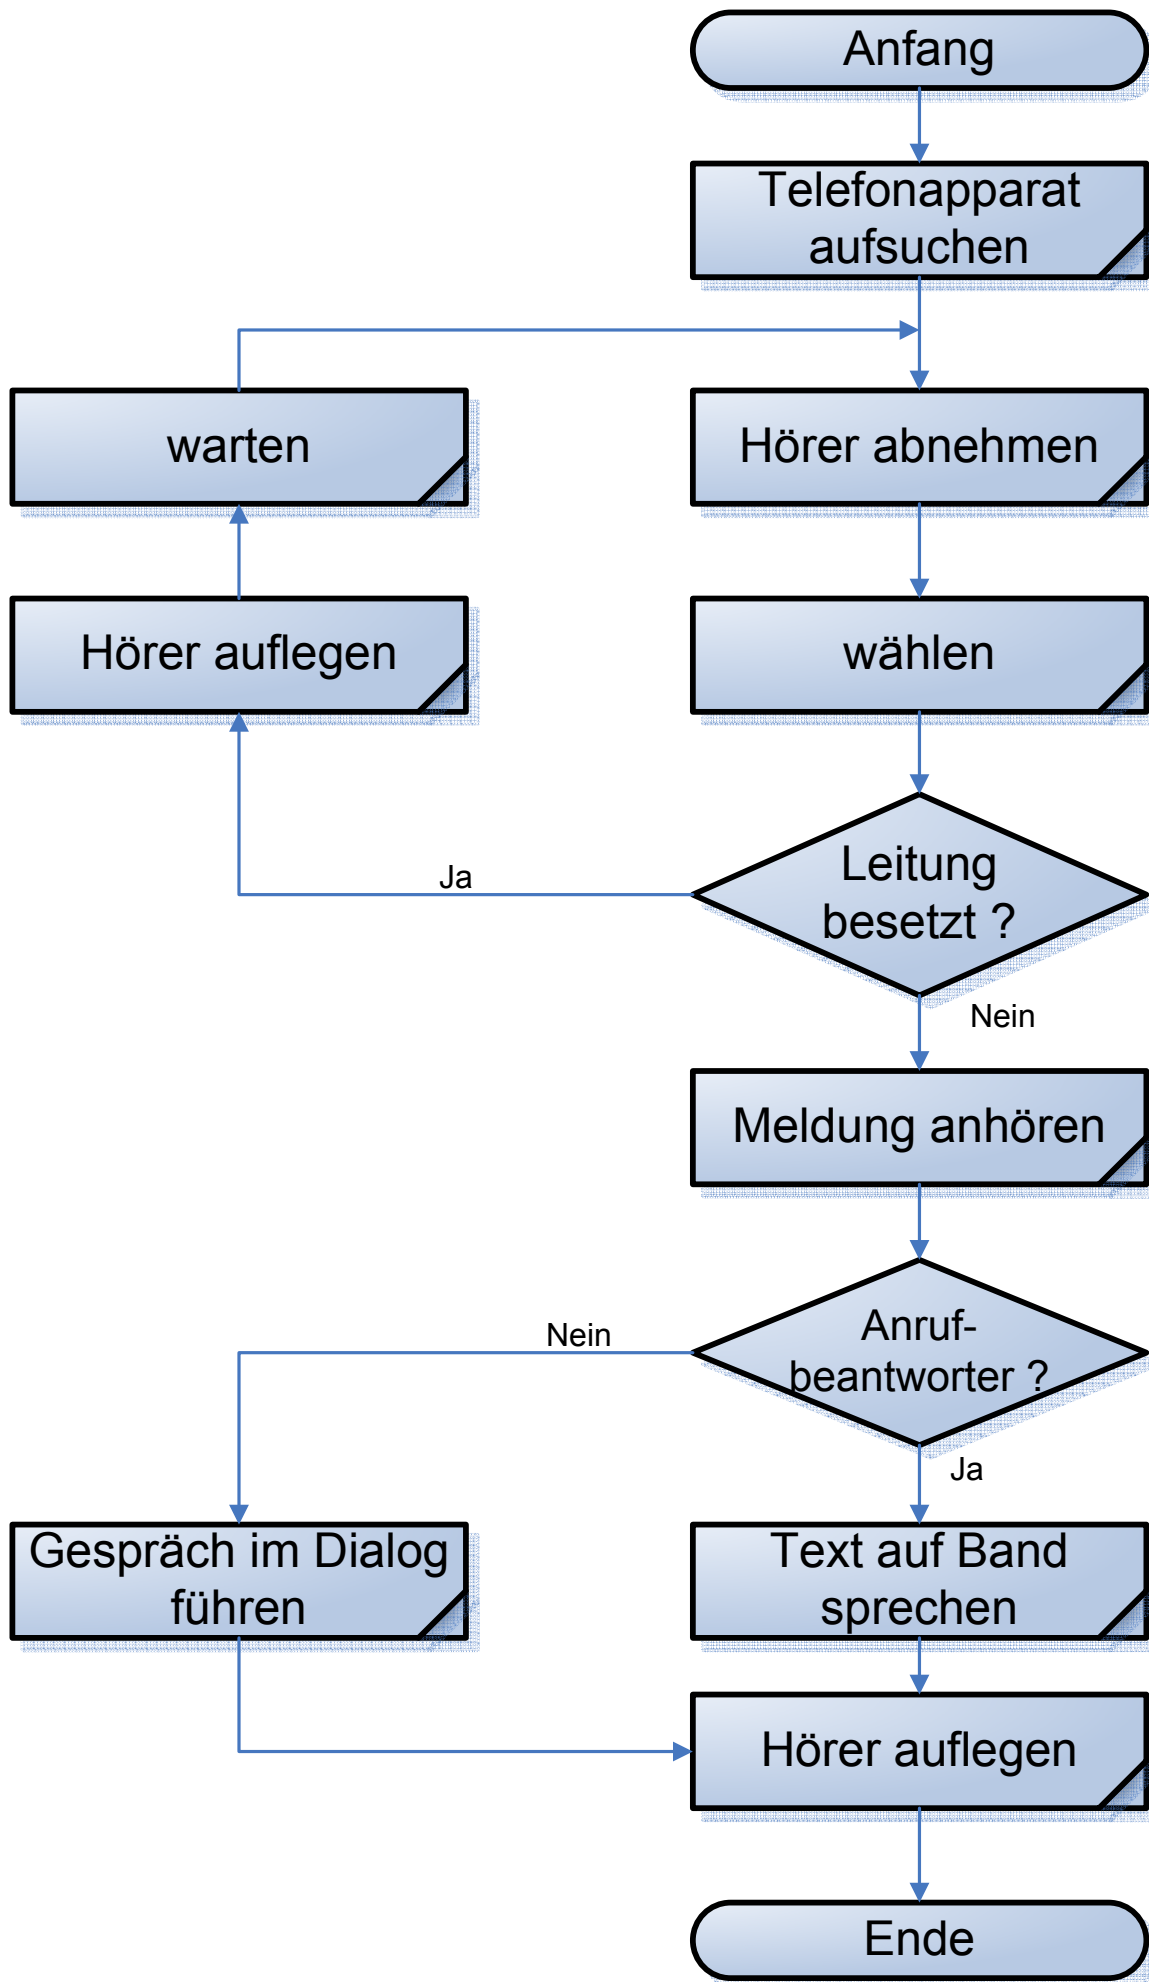 Anfang
Telefonapparat
aufsuchen
warten
Hörer abnehmen
Hörer auflegen
wählen
Leitung
besetzt ?
Ja
Nein
Meldung anhören
Anruf-
beantworter ?
Nein
Ja
Gespräch im Dialog
führen
Text auf Band
sprechen
Hörer auflegen
Ende